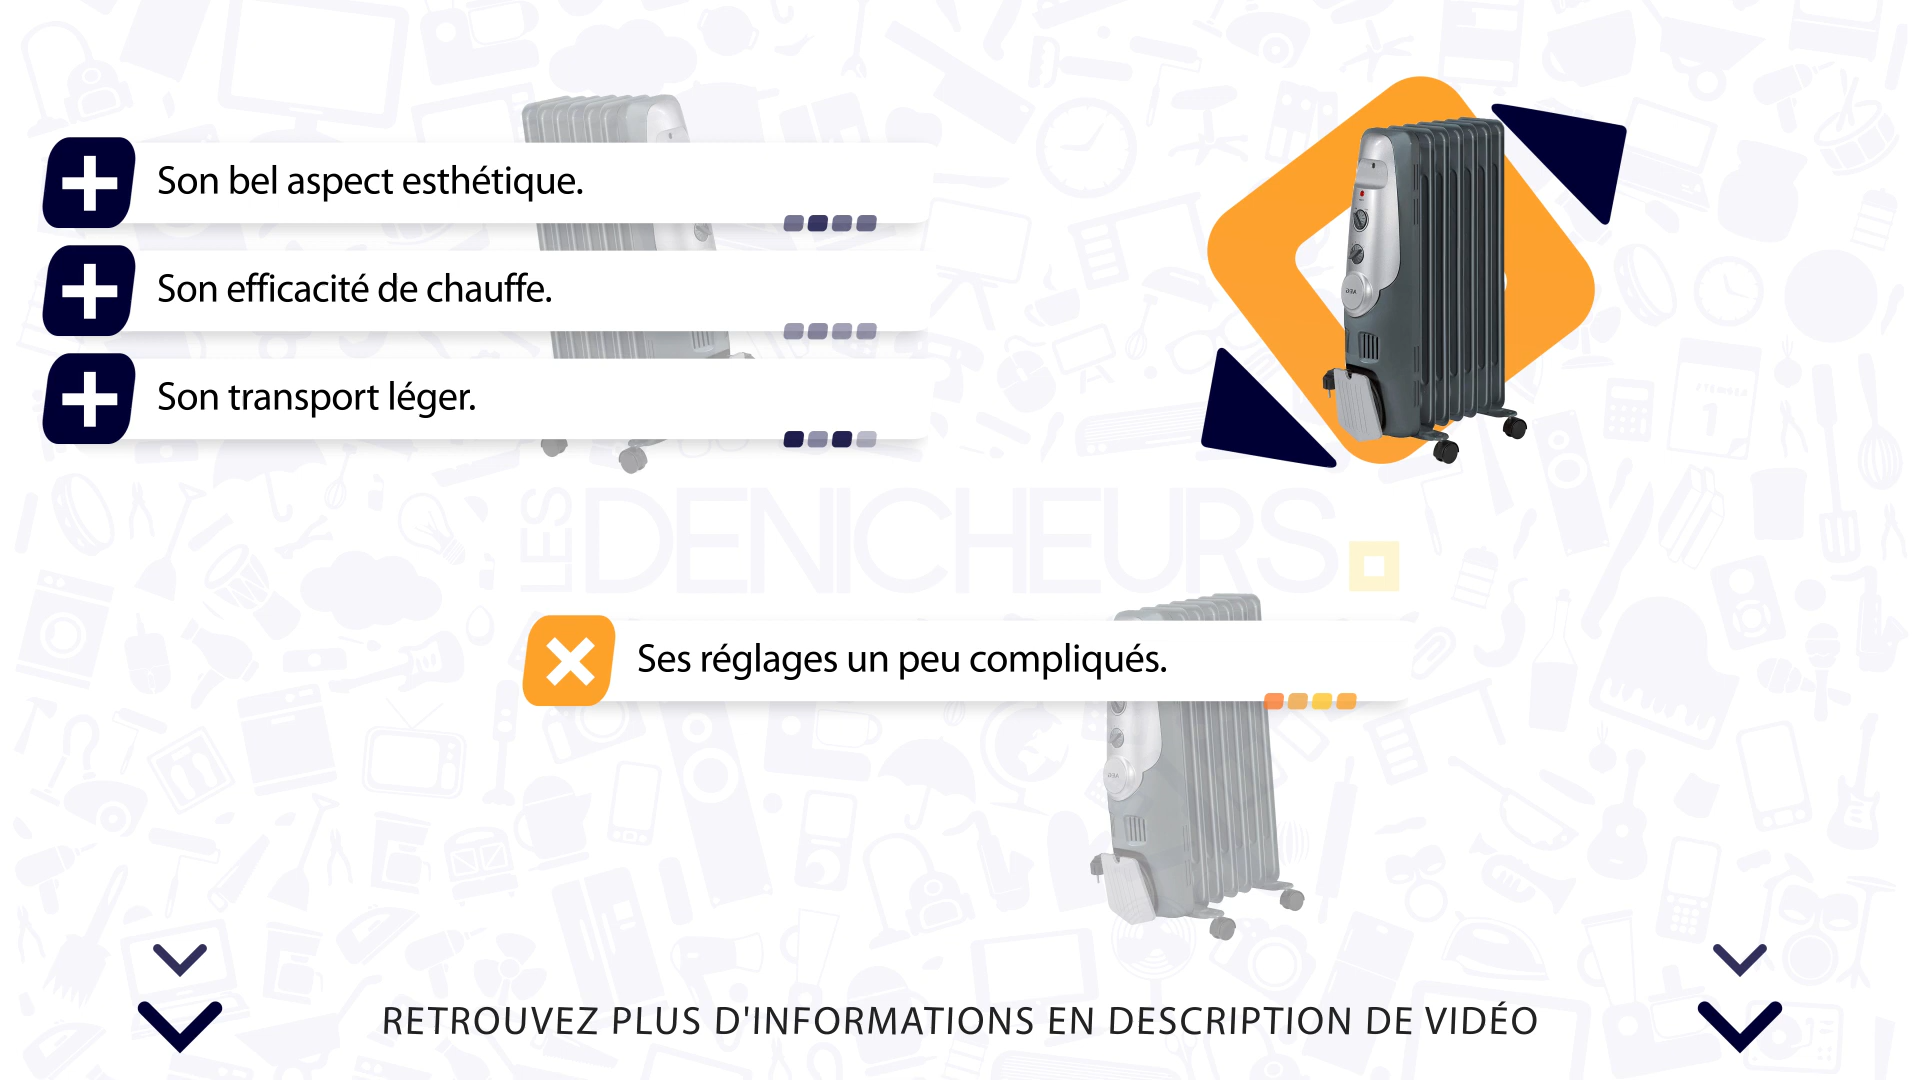 Son bel aspect esthétique.
Son efficacité de chauffe.
Son transport léger.
LES DENICHEURS
Ses réglages un peu compliqués.
RETROUVEZ PLUS D'INFORMATIONS EN DESCRIPTION DE VIDÉO